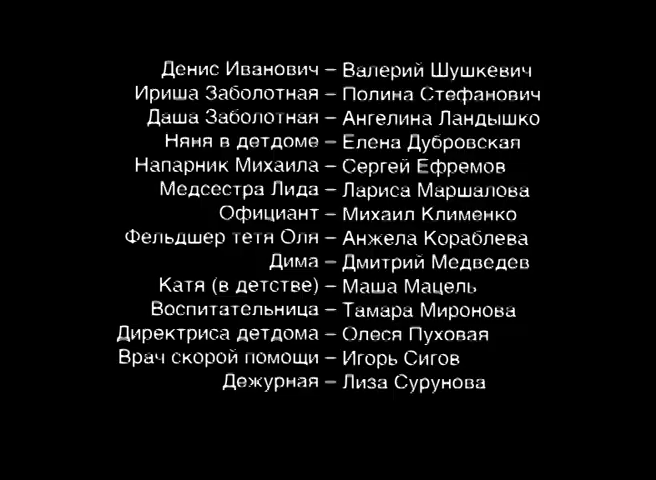 Денис Иванович – Валерий Шушкевич
Ириша Заболотная – Полина Стефанович
Даша Заболотная – Ангелина Ландышко
Няня в детдоме – Елена Дубровская
Напарник Михаила – Сергей Ефремов
Медсестра Лида – Лариса Маршалова
Официант – Михаил Клименко
Фельдшер тетя Оля – Анжела Кораблева
Дима – Дмитрий Медведев
Катя (в детстве) – Маша Мацель
Воспитательница – Тамара Миронова
Директриса детдома – Олеся Пуховая
Врач скорой помощи – Игорь Сигов
Дежурная – Лиза Сурунова